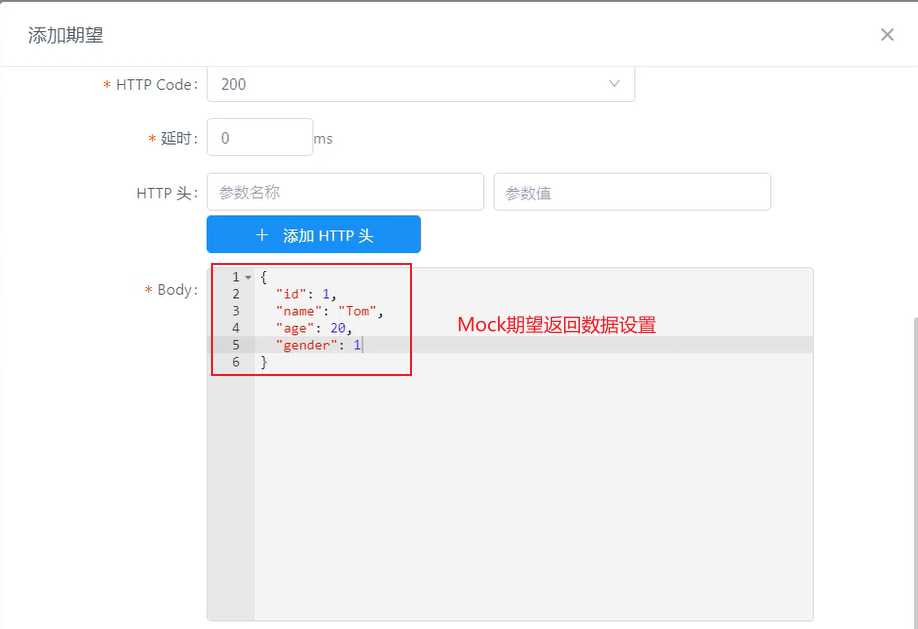 添加期望
* HTTP Code: 200
* 延时: 0 ms
HTTP 头: 参数名称 参数值
+ 添加 HTTP 头
* Body:
1 {
2 "id": 1,
3 "name": "Tom",
4 "age": 20,
5 "gender": 1
6 }
Mock期望返回数据设置